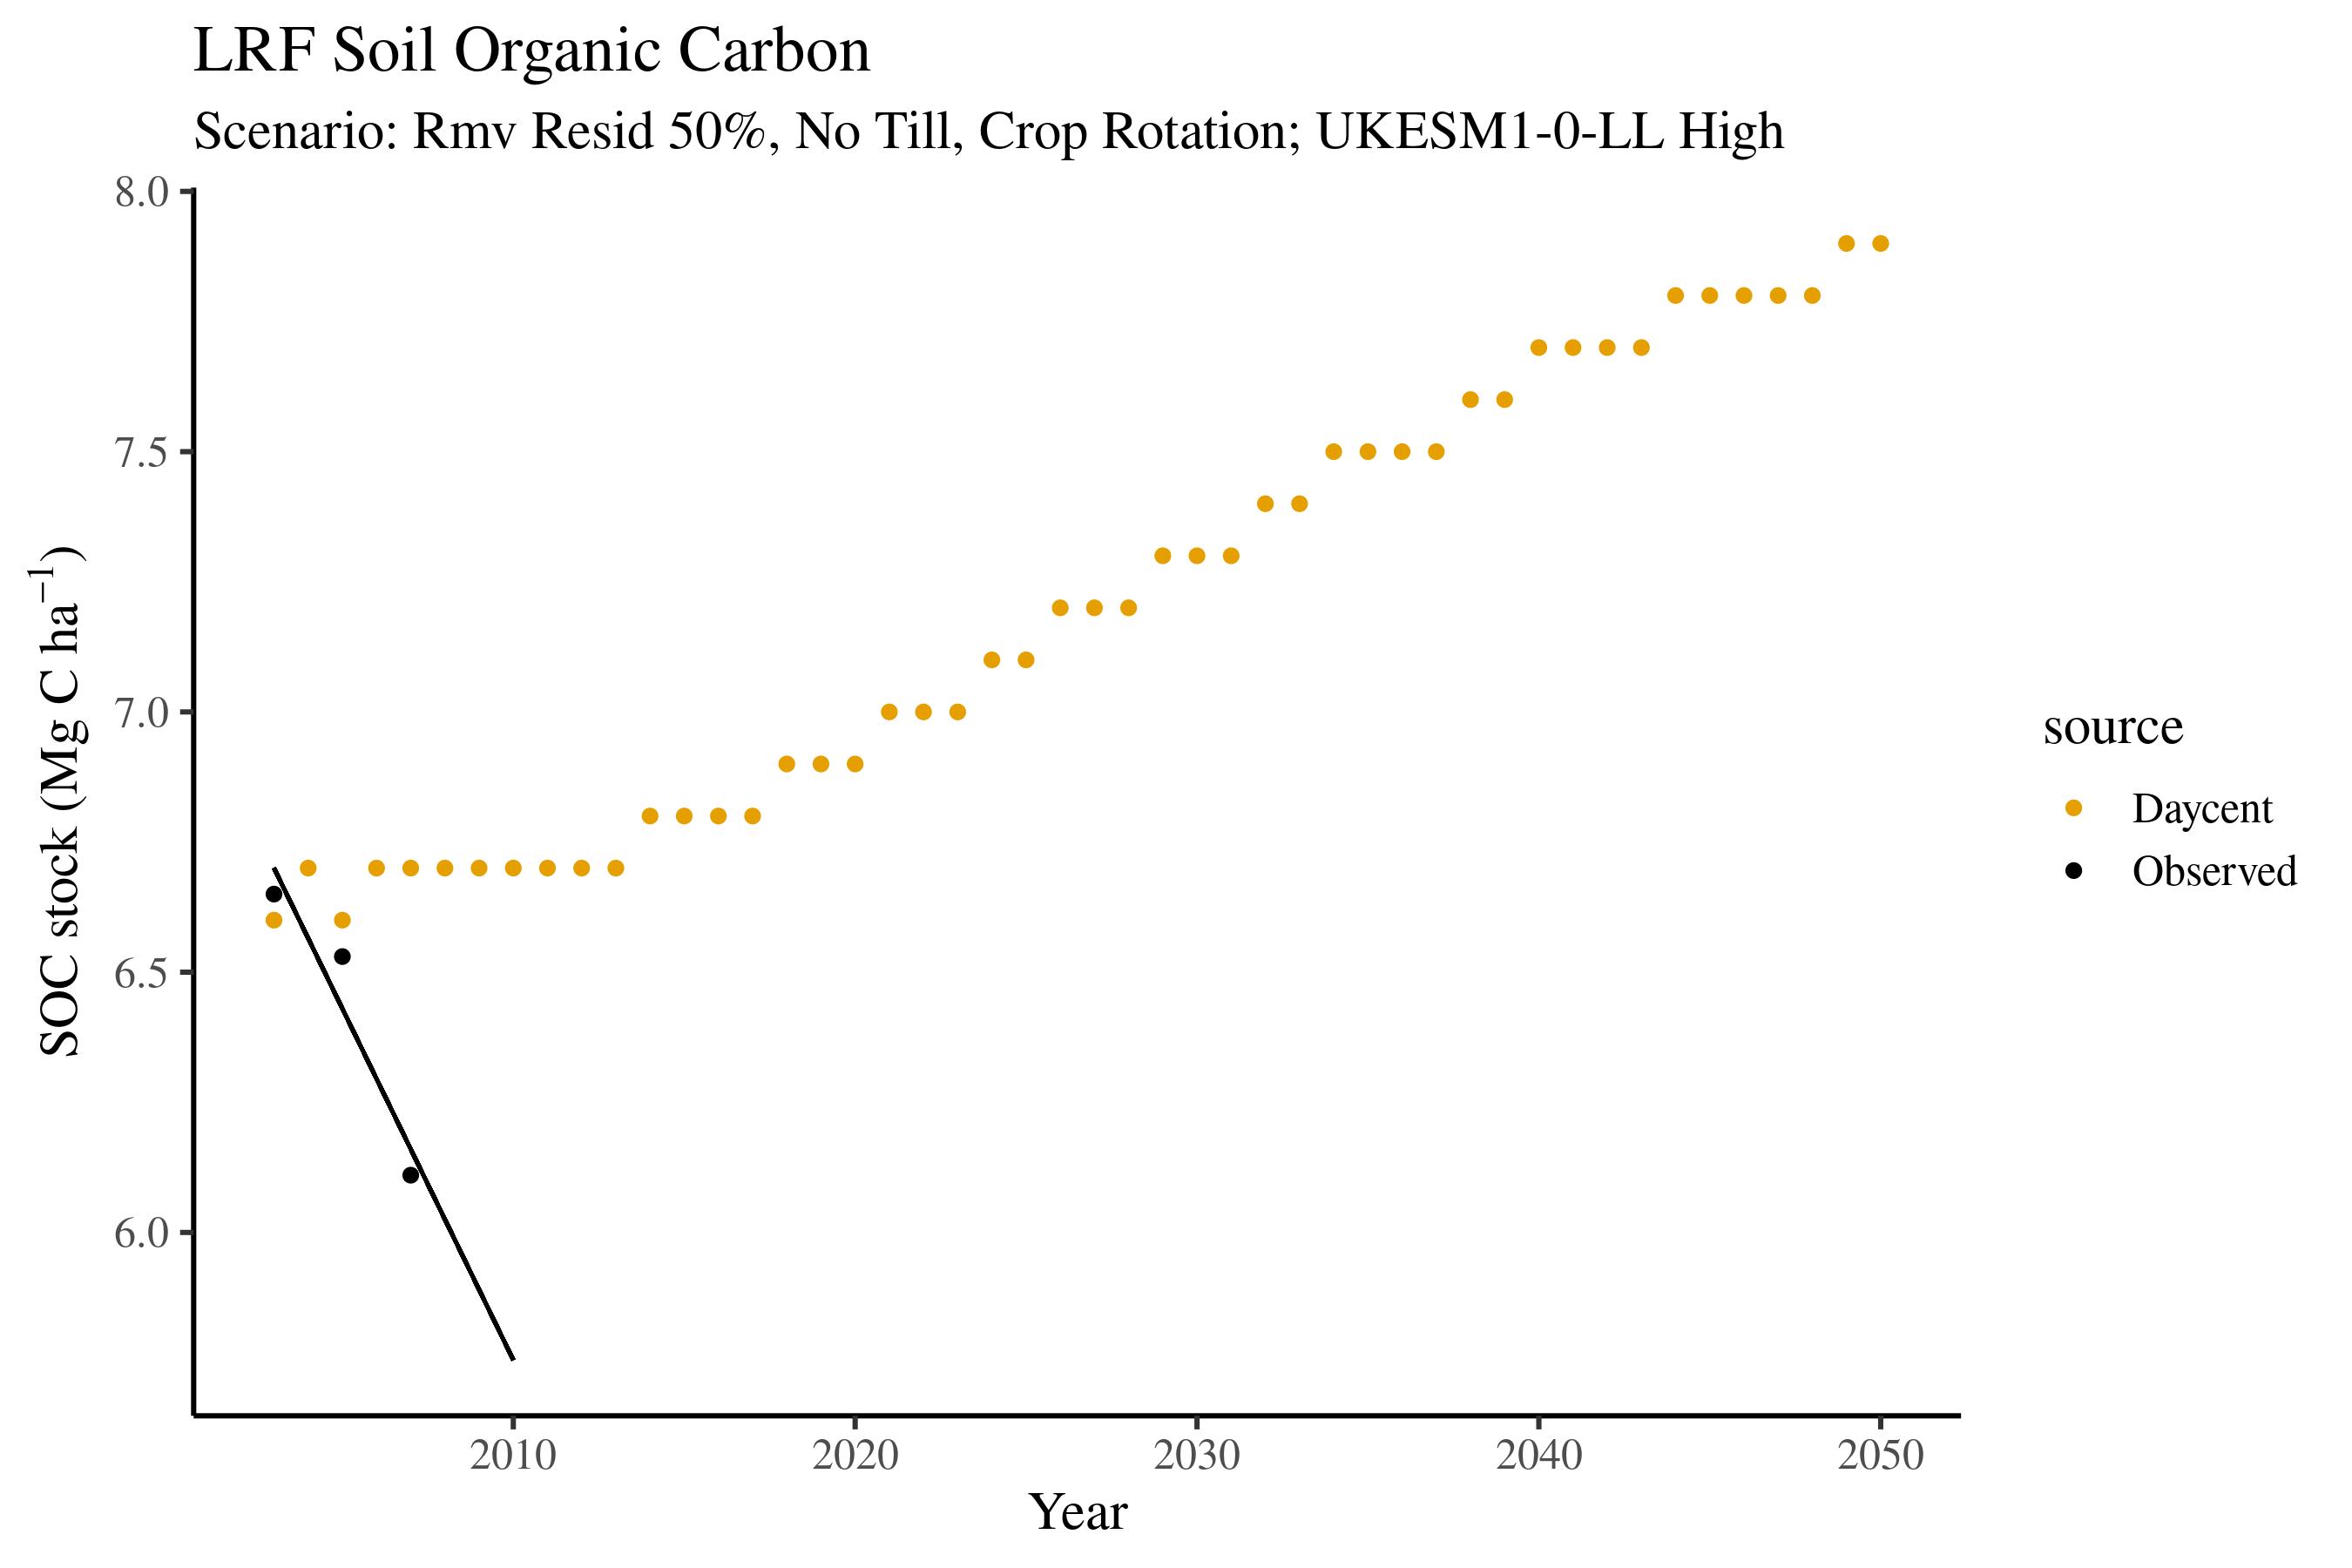 LRF Soil Organic Carbon
Scenario: Rmv Resid 50%, No Till, Crop Rotation; UKESM1-0-LL High
SOC stock (Mg C ha⁻¹)
8.0
7.5
7.0
6.5
6.0
2010 2020 2030 2040 2050
Year
source
Daycent
Observed